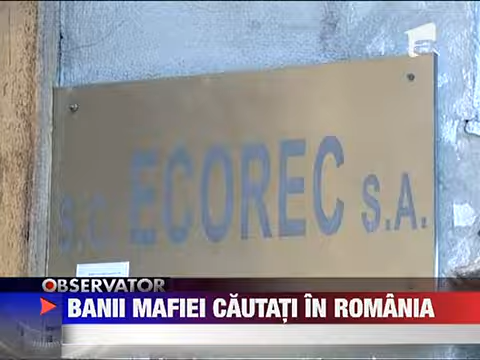 S.C. ECOREC S.A.
OBSERVATOR
BANII MAFIEI CĂUTAȚI ÎN ROMÂNIA